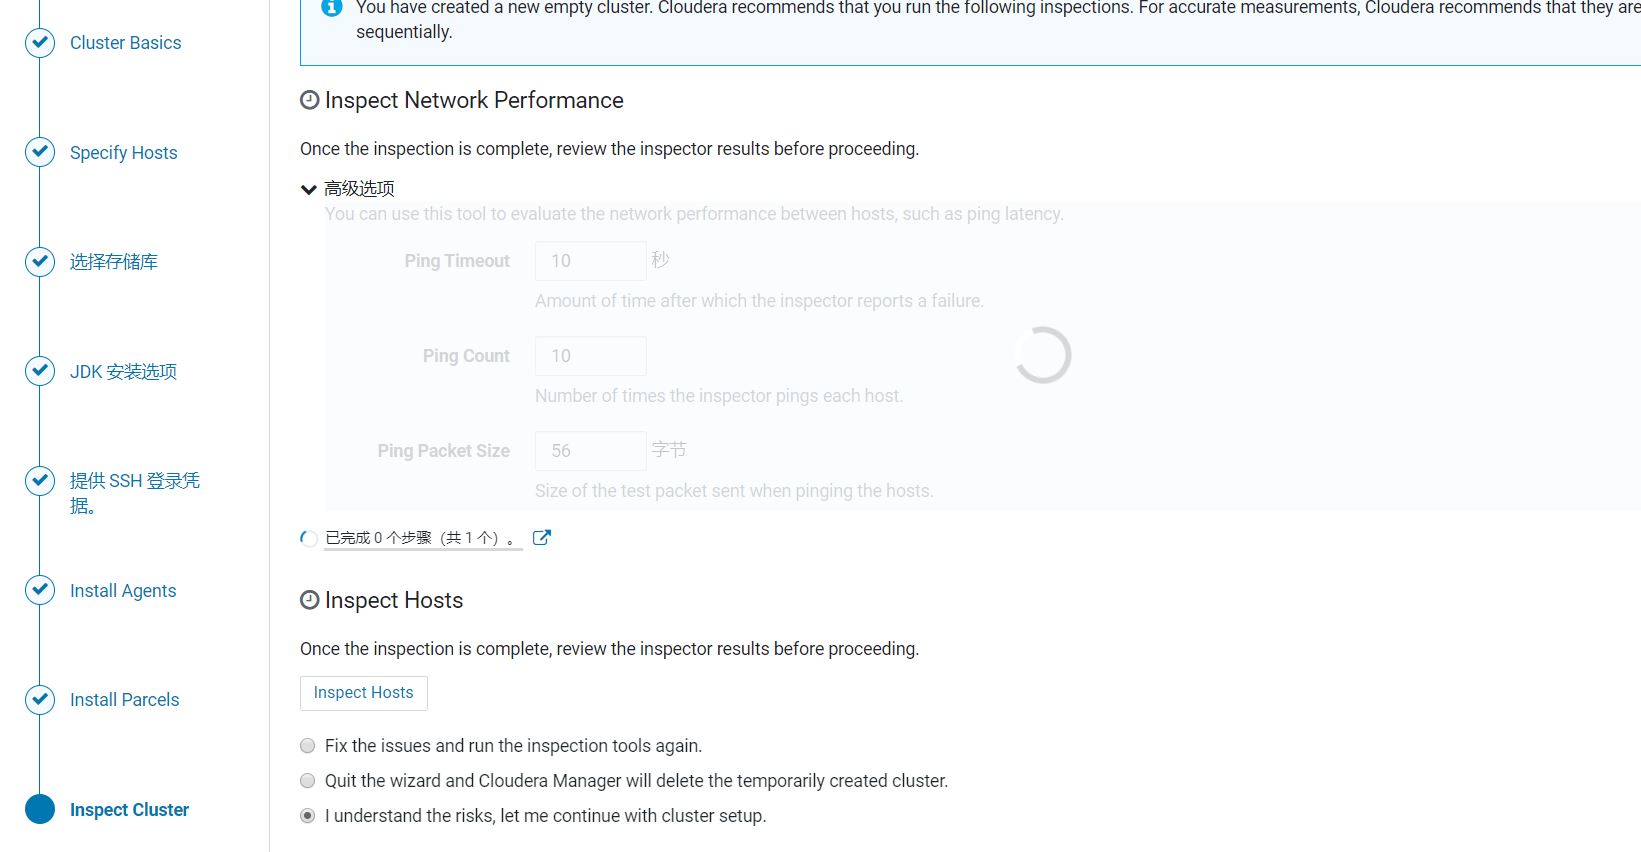 Cluster Basics
Specify Hosts
选择存储库
JDK 安装选项
提供 SSH 登录凭
据。
Install Agents
Install Parcels
Inspect Cluster
You have created a new empty cluster. Cloudera recommends that you run the following inspections. For accurate measurements, Cloudera recommends that they are
sequentially.
Inspect Network Performance
Once the inspection is complete, review the inspector results before proceeding.
高级选项
You can use this tool to evaluate the network performance between hosts, such as ping latency.
Ping Timeout 10 秒
Amount of time after which the inspector reports a failure.
Ping Count 10
Number of times the inspector pings each host.
Ping Packet Size 56 字节
Size of the test packet sent when pinging the hosts.
已完成 0 个步骤（共 1 个）。
Inspect Hosts
Once the inspection is complete, review the inspector results before proceeding.
Inspect Hosts
Fix the issues and run the inspection tools again.
Quit the wizard and Cloudera Manager will delete the temporarily created cluster.
I understand the risks, let me continue with cluster setup.